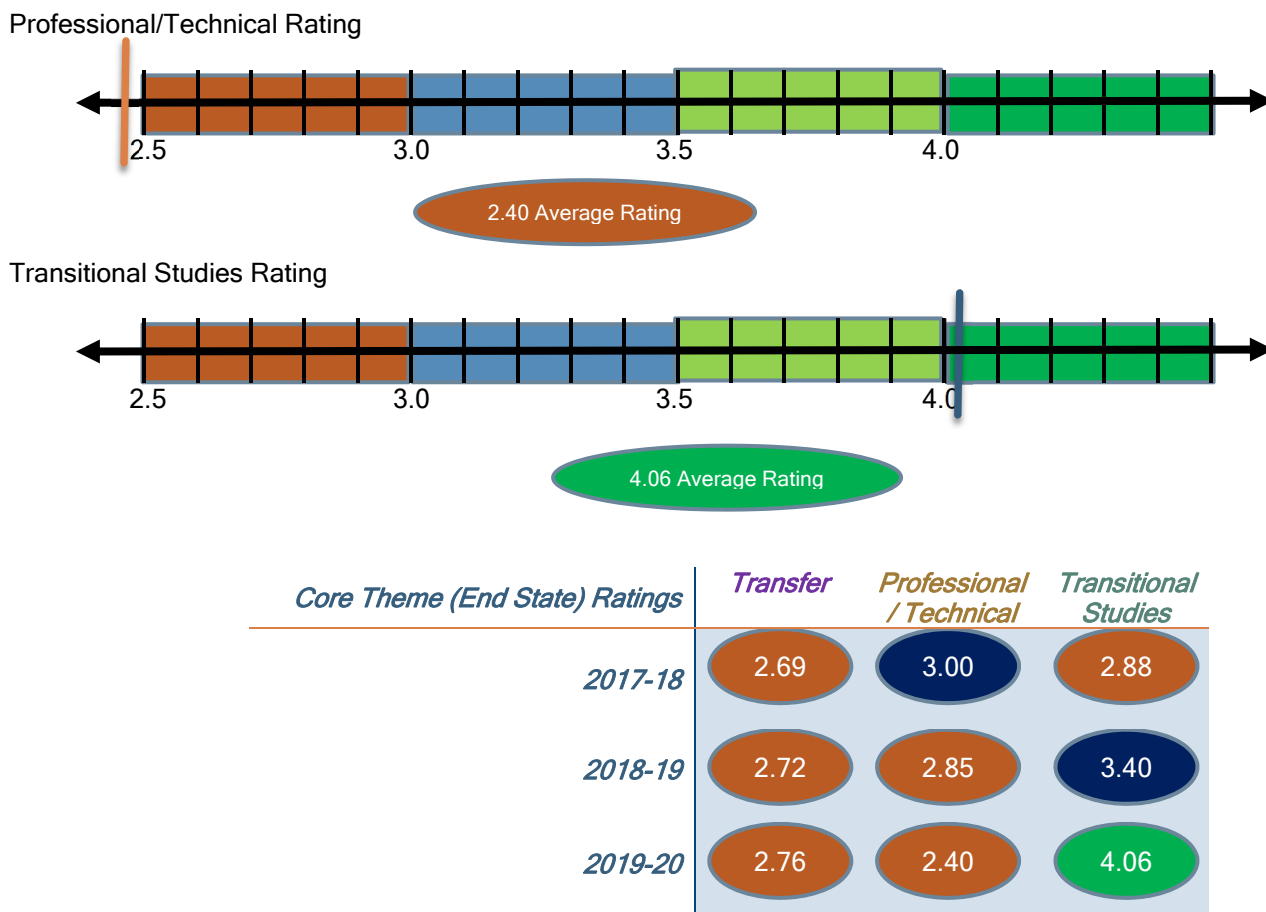 Professional/Technical Rating
2.5 3.0 3.5 4.0
2.40 Average Rating
Transitional Studies Rating
2.5 3.0 3.5 4.0
4.06 Average Rating
Core Theme (End State) Ratings Transfer Professional / Technical Transitional Studies
2017-18 2.69 3.00 2.88
2018-19 2.72 2.85 3.40
2019-20 2.76 2.40 4.06